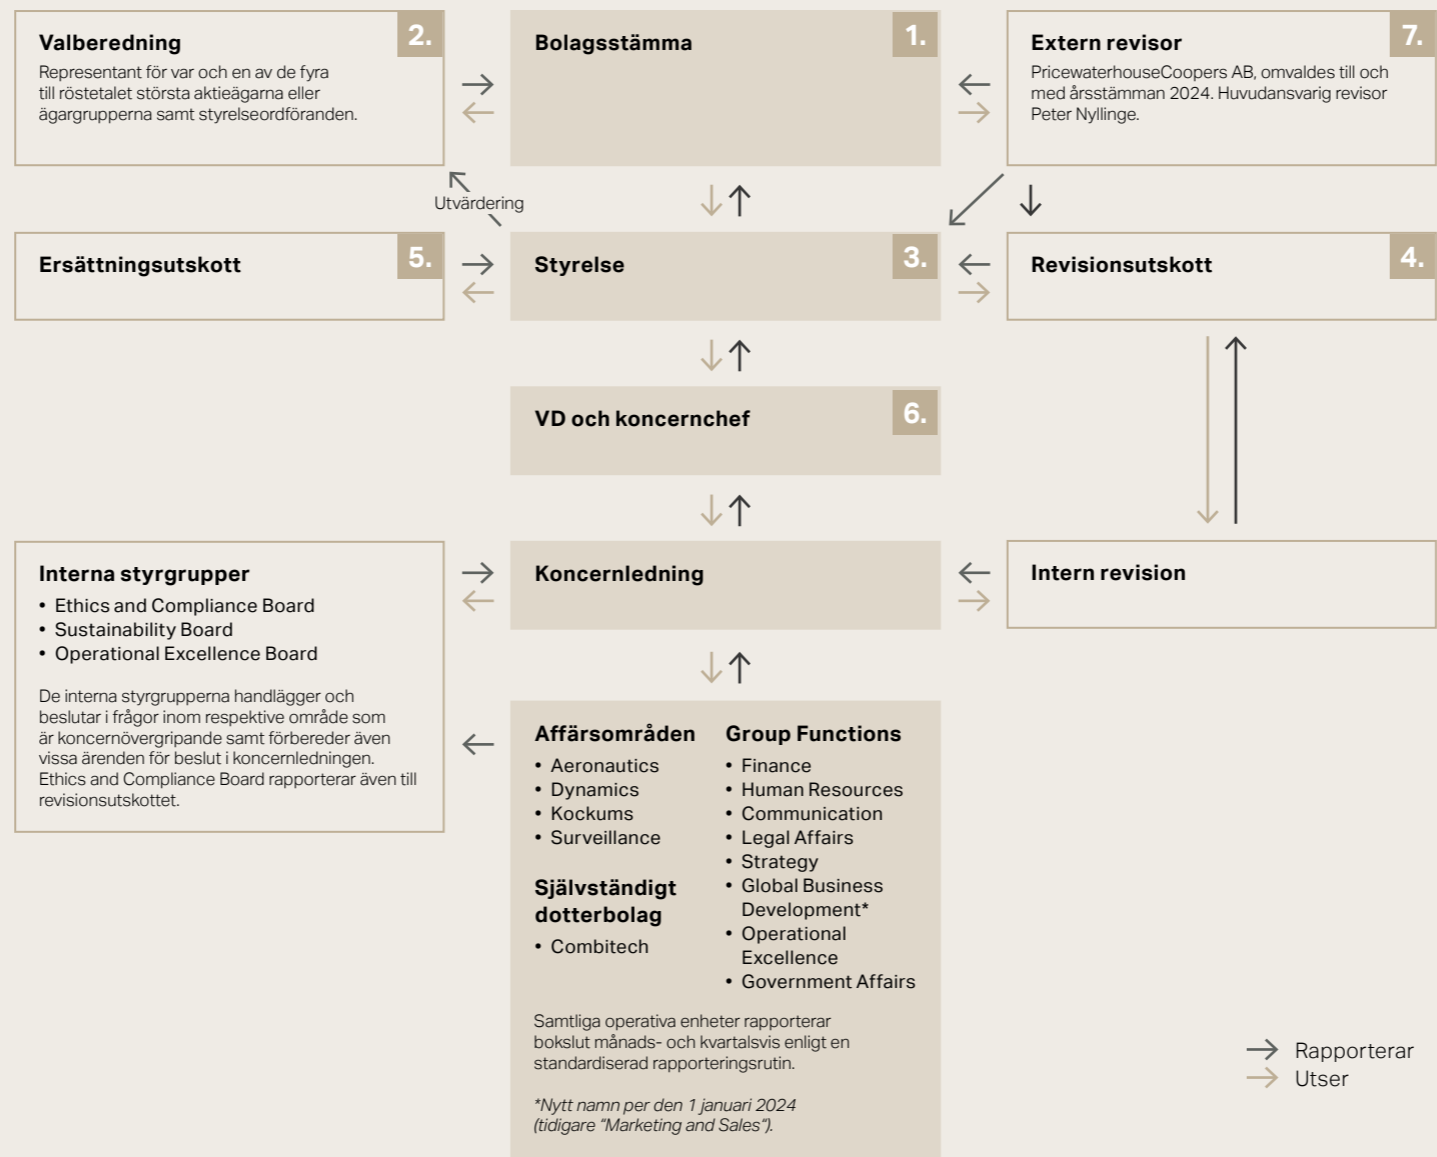 Valberedning
2.
Representant för var och en av de fyra
till röstetalet största aktieägarna eller
ägargrupperna samt styrelseordföranden.
Bolagsstämma
1.
Extern revisor
7.
PricewaterhouseCoopers AB, omvaldes till och
med årsstämman 2024. Huvudansvarig revisor
Peter Nyllinge.
Utvärdering
Ersättningsutskott
5.
Styrelse
3.
Revisionsutskott
4.
VD och koncernchef
6.
Interna styrgrupper
• Ethics and Compliance Board
• Sustainability Board
• Operational Excellence Board
De interna styrgrupperna handlägger och
beslutar i frågor inom respektive område som
är koncernövergripande samt förbereder även
vissa ärenden för beslut i koncernledningen.
Ethics and Compliance Board rapporterar även till
revisionsutskottet.
Koncernledning
Intern revision
Affärsområden
• Aeronautics
• Dynamics
• Kockums
• Surveillance
Självständigt
dotterbolag
• Combitech
Group Functions
• Finance
• Human Resources
• Communication
• Legal Affairs
• Strategy
• Global Business
Development*
• Operational
Excellence
• Government Affairs
Samtliga operativa enheter rapporterar
bokslut månads- och kvartalsvis enligt en
standardiserad rapporteringsrutin.
*Nytt namn per den 1 januari 2024
(tidigare “Marketing and Sales“).
Rapporterar
Utser